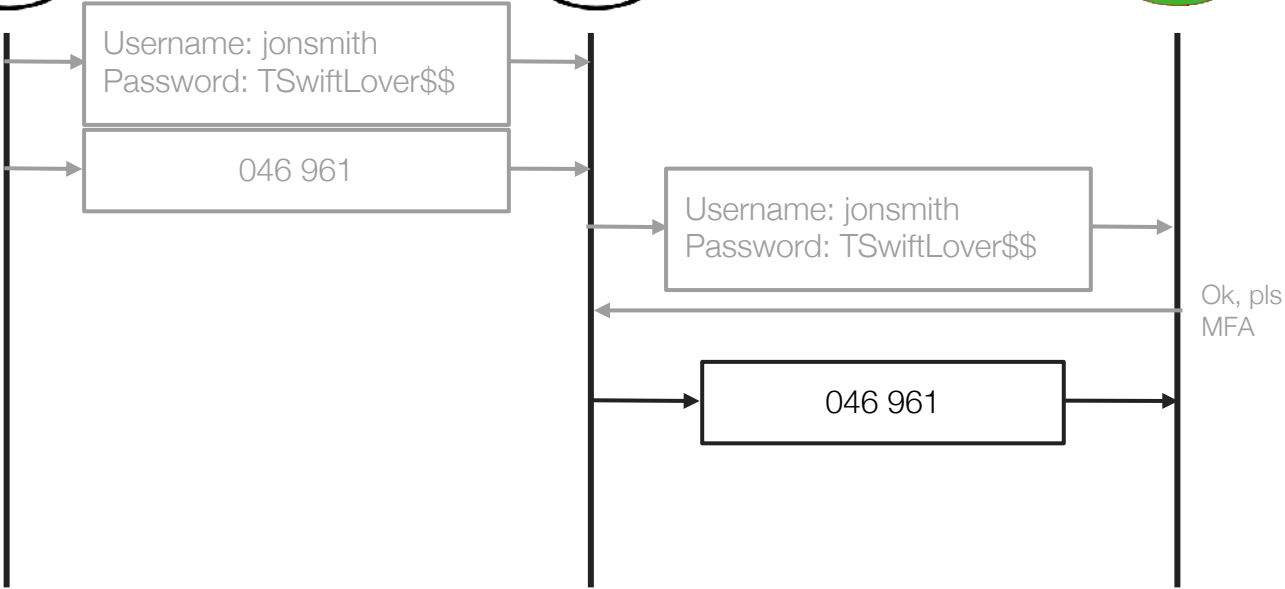 Username: jonsmith
Password: TSwiftLover$$
046 961
Username: jonsmith
Password: TSwiftLover$$
Ok, pls
MFA
046 961